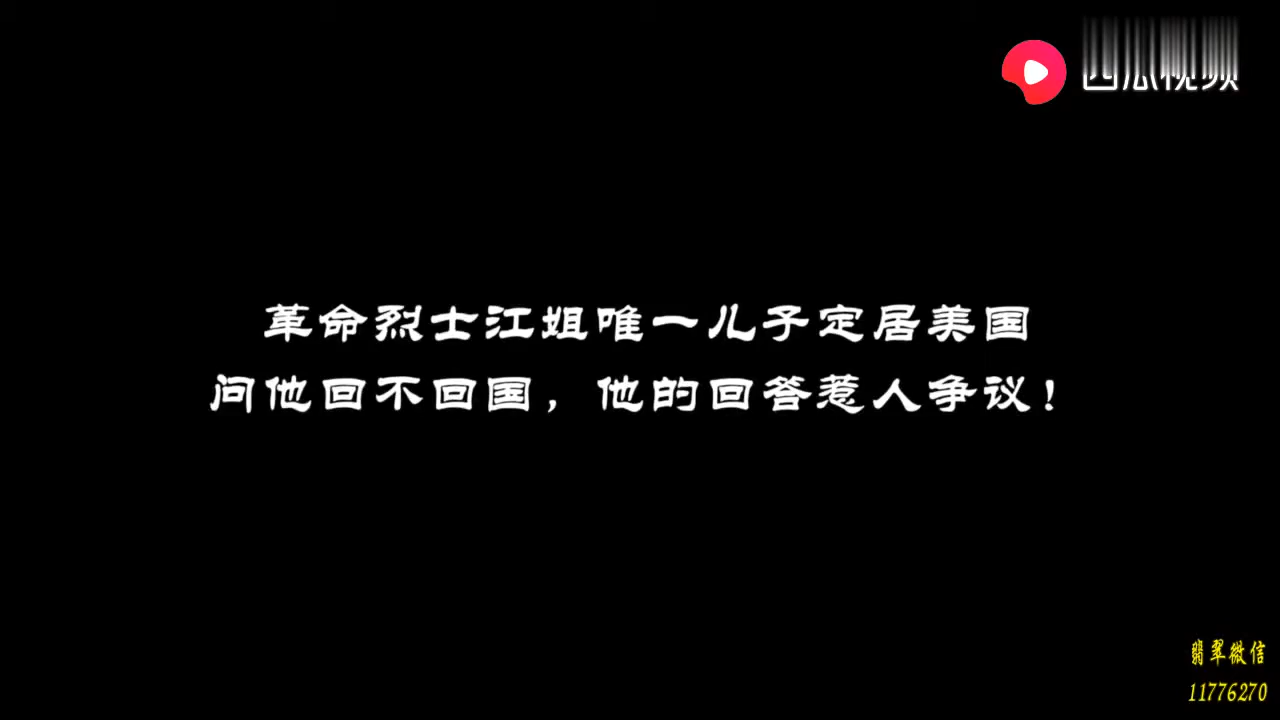 西瓜视频
革命烈士江姐唯一儿子定居美国
问他回不回国，他的回答惹人争议！
翡翠微信
11776270